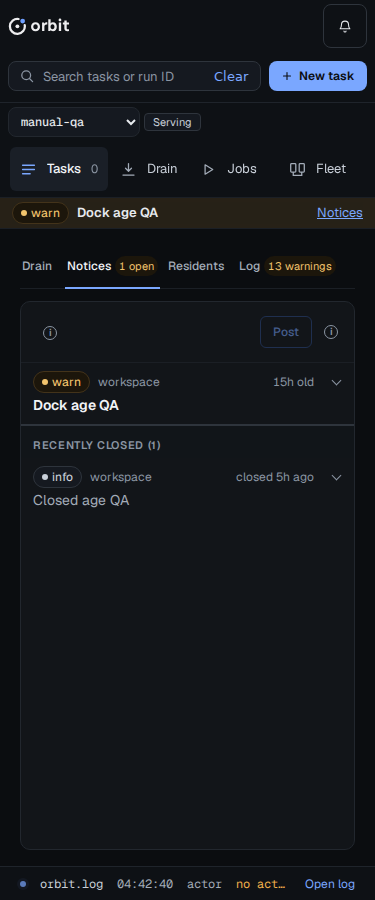 orbit
Search tasks or run ID Clear + New task
manual-qa Serving
Tasks 0 Drain Jobs Fleet
warn Dock age QA Notices
Drain Notices 1 open Residents Log 13 warnings
Post
warn workspace 15h old
Dock age QA
RECENTLY CLOSED (1)
info workspace closed 5h ago
Closed age QA
orbit.log 04:42:40 actor no act… Open log